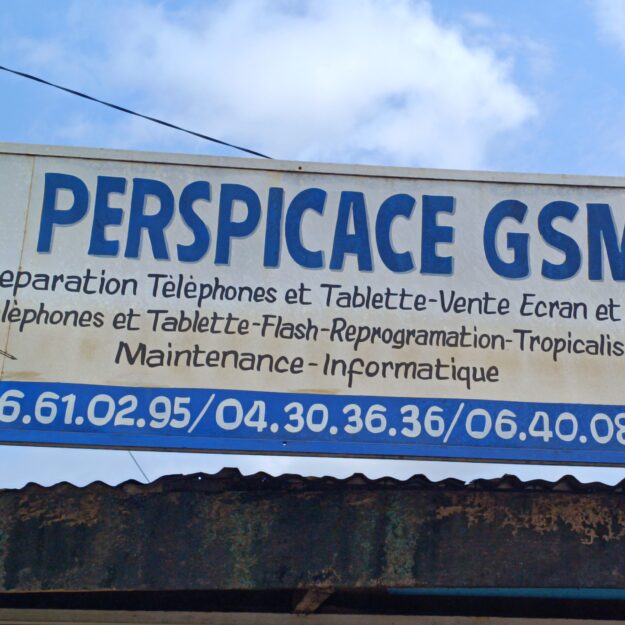 PERSPICACE GSM
eparation Tèlèphones et Tablette-Vente Ecran et
lèphones et Tablette-Flash-Reprogramation-Tropicalis
Maintenance-Informatique
6.61.02.95/04.30.36.36/06.40.08